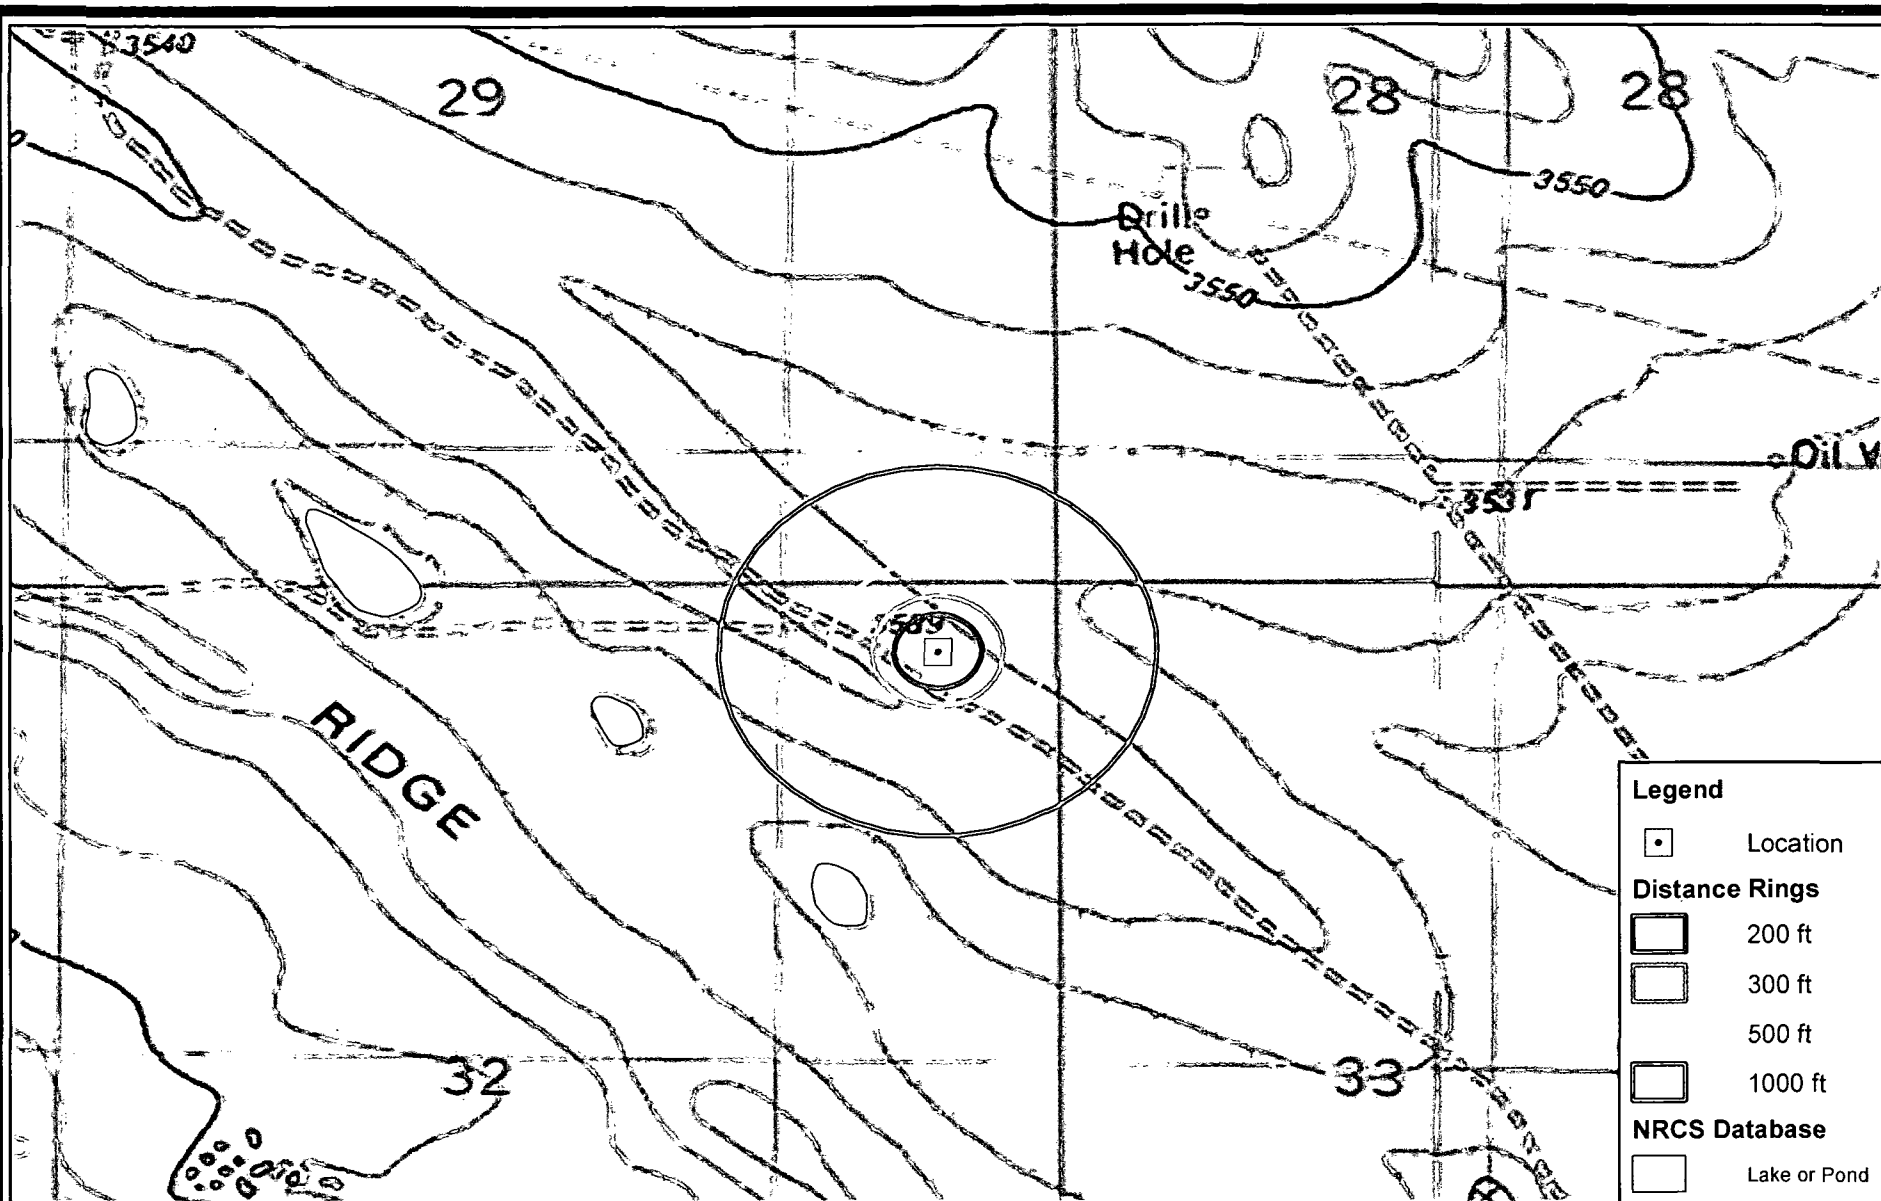 3540
29
28
28
3550
Drill
Hole
3550
Oil
RIDGE
32
33
Legend
Location
Distance Rings
200 ft
300 ft
500 ft
1000 ft
NRCS Database
Lake or Pond